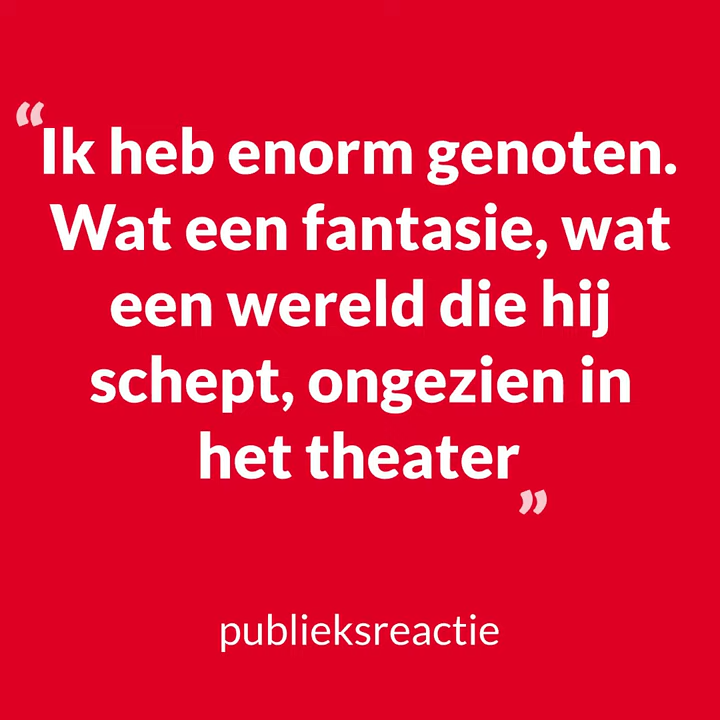 “Ik heb enorm genoten.
Wat een fantasie, wat
een wereld die hij
schept, ongezien in
het theater”
publieksreactie